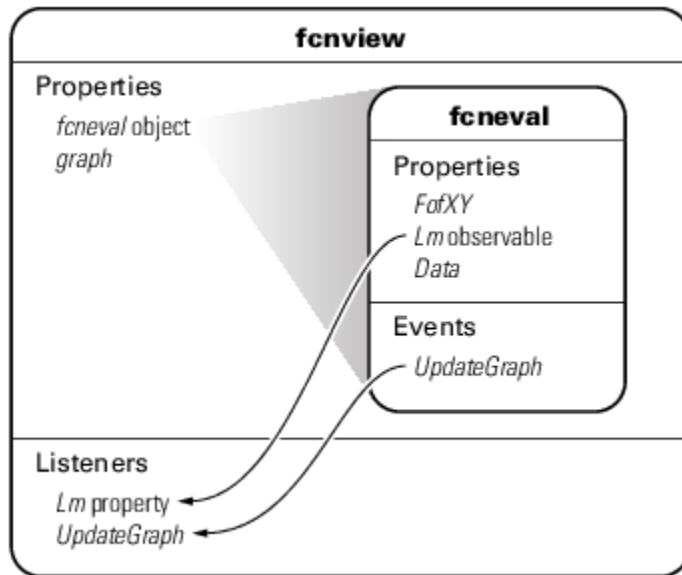 fcnview
Properties
fcneval object
graph
fcneval
Properties
FofXY
Lm observable
Data
Events
UpdateGraph
Listeners
Lm property
UpdateGraph